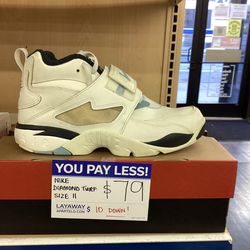 YOU PAY LESS!
NIKE
DIAMOND TURF
SIZE 11
$79
LAYAWAY
$ 10 DOWN!